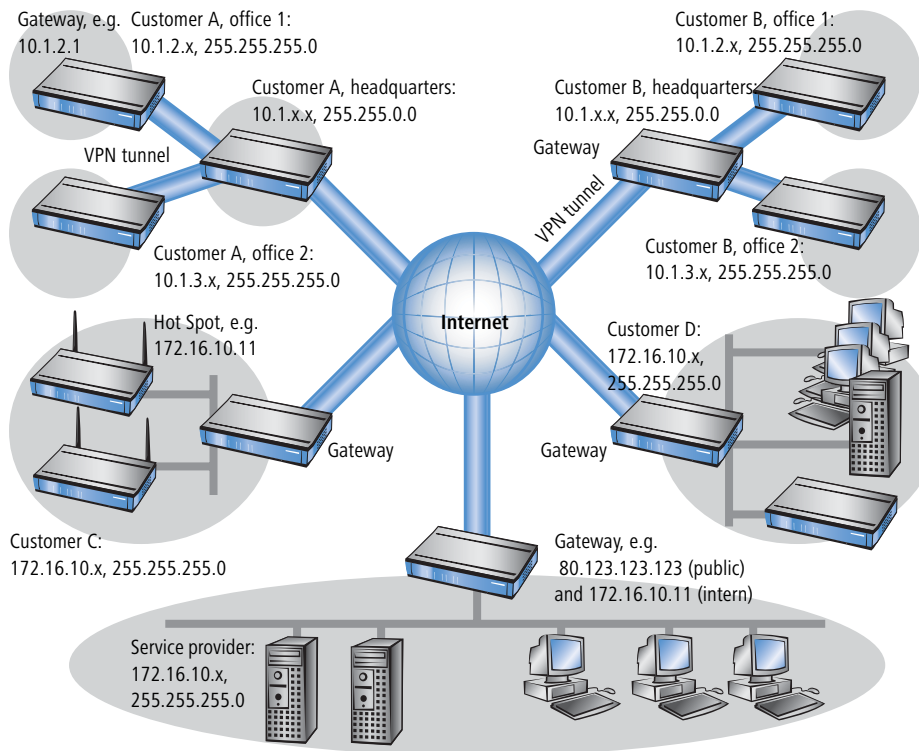 Gateway, e.g.
10.1.2.1
Customer A, office 1:
10.1.2.x, 255.255.255.0
Customer B, office 1:
10.1.2.x, 255.255.255.0
Customer A, headquarters:
10.1.x.x, 255.255.0.0
Customer B, headquarters:
10.1.x.x, 255.255.0.0
VPN tunnel
Gateway
VPN tunnel
Customer A, office 2:
10.1.3.x, 255.255.255.0
Customer B, office 2:
10.1.3.x, 255.255.255.0
Hot Spot, e.g.
172.16.10.11
Internet
Customer D:
172.16.10.x,
255.255.255.0
Gateway
Gateway
Customer C:
172.16.10.x, 255.255.255.0
Gateway, e.g.
80.123.123.123 (public)
and 172.16.10.11 (intern)
Service provider:
172.16.10.x,
255.255.255.0